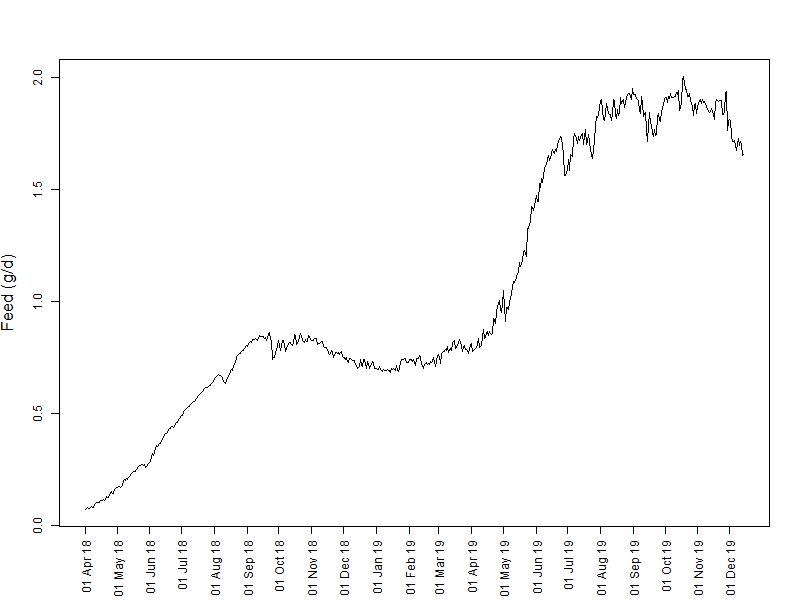 Feed (g/d)
2.0
1.5
1.0
0.5
0.0
01 Apr 18
01 May 18
01 Jun 18
01 Jul 18
01 Aug 18
01 Sep 18
01 Oct 18
01 Nov 18
01 Dec 18
01 Jan 19
01 Feb 19
01 Mar 19
01 Apr 19
01 May 19
01 Jun 19
01 Jul 19
01 Aug 19
01 Sep 19
01 Oct 19
01 Nov 19
01 Dec 19